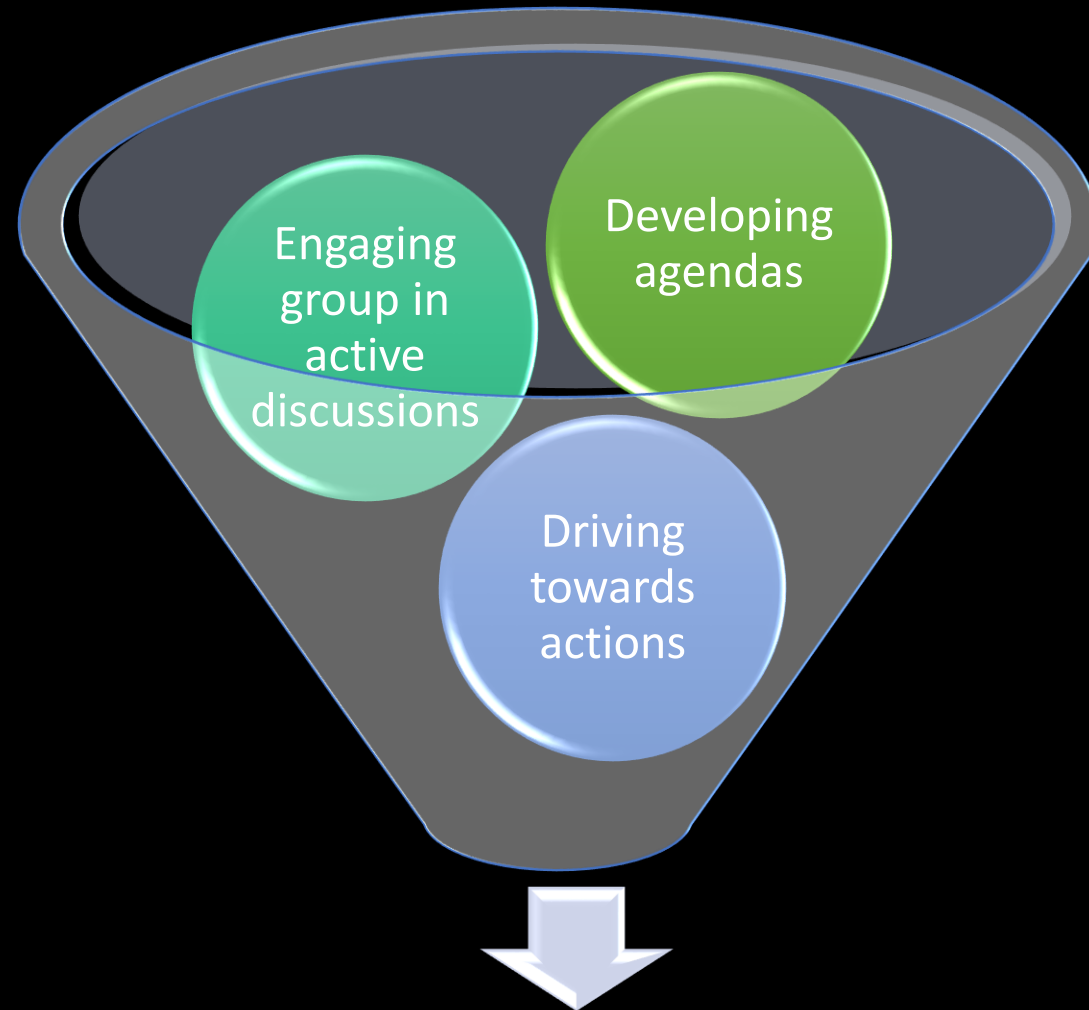 Engaging
group in
active
discussions
Developing
agendas
Driving
towards
actions